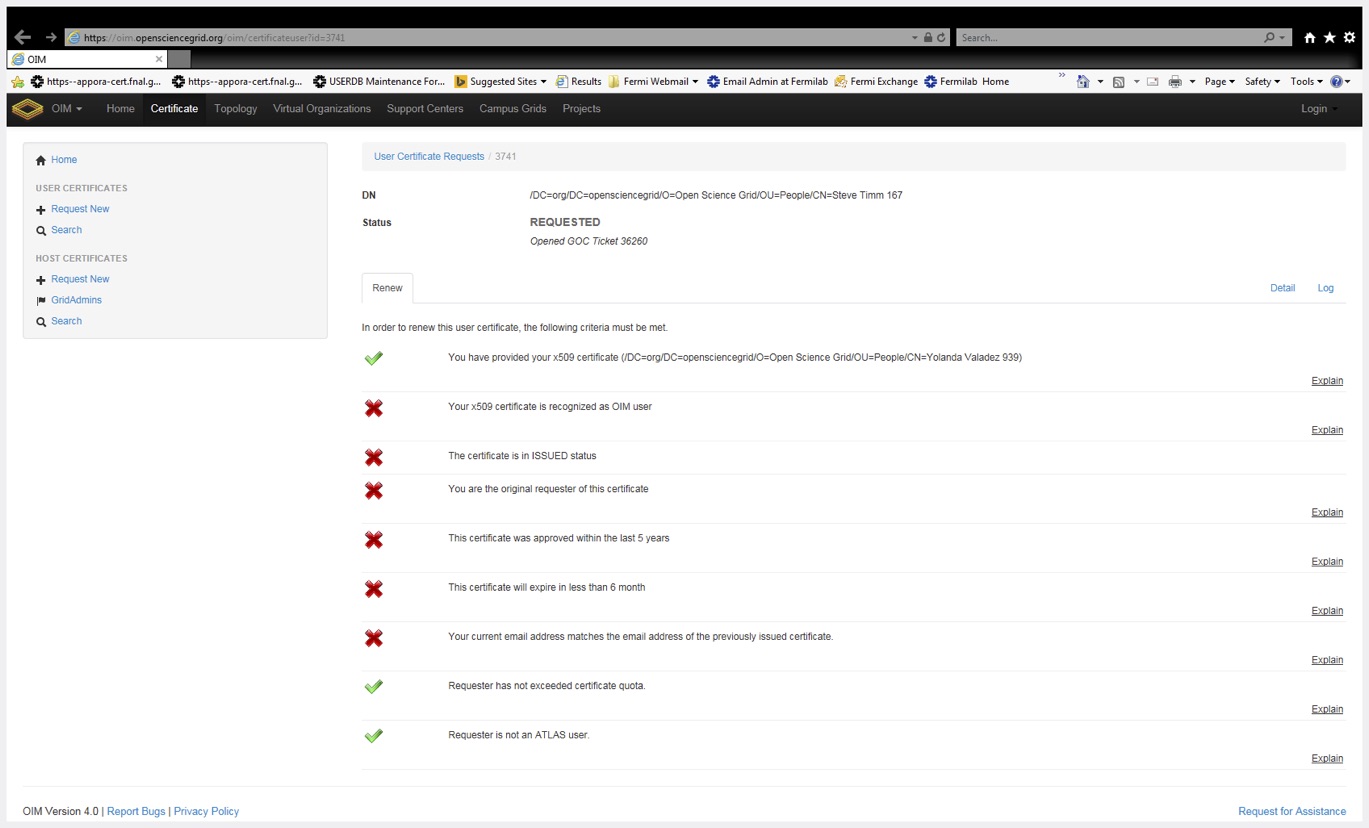 https://oim.opensciencegrid.org/oim/certificateuser?id=3741
Search...
OIM
https--appora-cert.fnal.g... https--appora-cert.fnal.g... USERDB Maintenance For... Suggested Sites Results Fermi Webmail Email Admin at Fermilab Fermi Exchange Fermilab Home » Page Safety Tools
OIM Home Certificate Topology Virtual Organizations Support Centers Campus Grids Projects Login
Home
USER CERTIFICATES
Request New
Search
HOST CERTIFICATES
Request New
GridAdmins
Search
User Certificate Requests / 3741
DN /DC=org/DC=opensciencegrid/O=Open Science Grid/OU=People/CN=Steve Timm 167
Status REQUESTED
Opened GOC Ticket 36260
Renew Detail Log
In order to renew this user certificate, the following criteria must be met.
You have provided your x509 certificate (/DC=org/DC=opensciencegrid/O=Open Science Grid/OU=People/CN=Yolanda Valadez 939)
Explain
Your x509 certificate is recognized as OIM user
Explain
The certificate is in ISSUED status
You are the original requester of this certificate
Explain
This certificate was approved within the last 5 years
Explain
This certificate will expire in less than 6 month
Explain
Your current email address matches the email address of the previously issued certificate.
Explain
Requester has not exceeded certificate quota.
Explain
Requester is not an ATLAS user.
Explain
OIM Version 4.0 | Report Bugs | Privacy Policy Request for Assistance